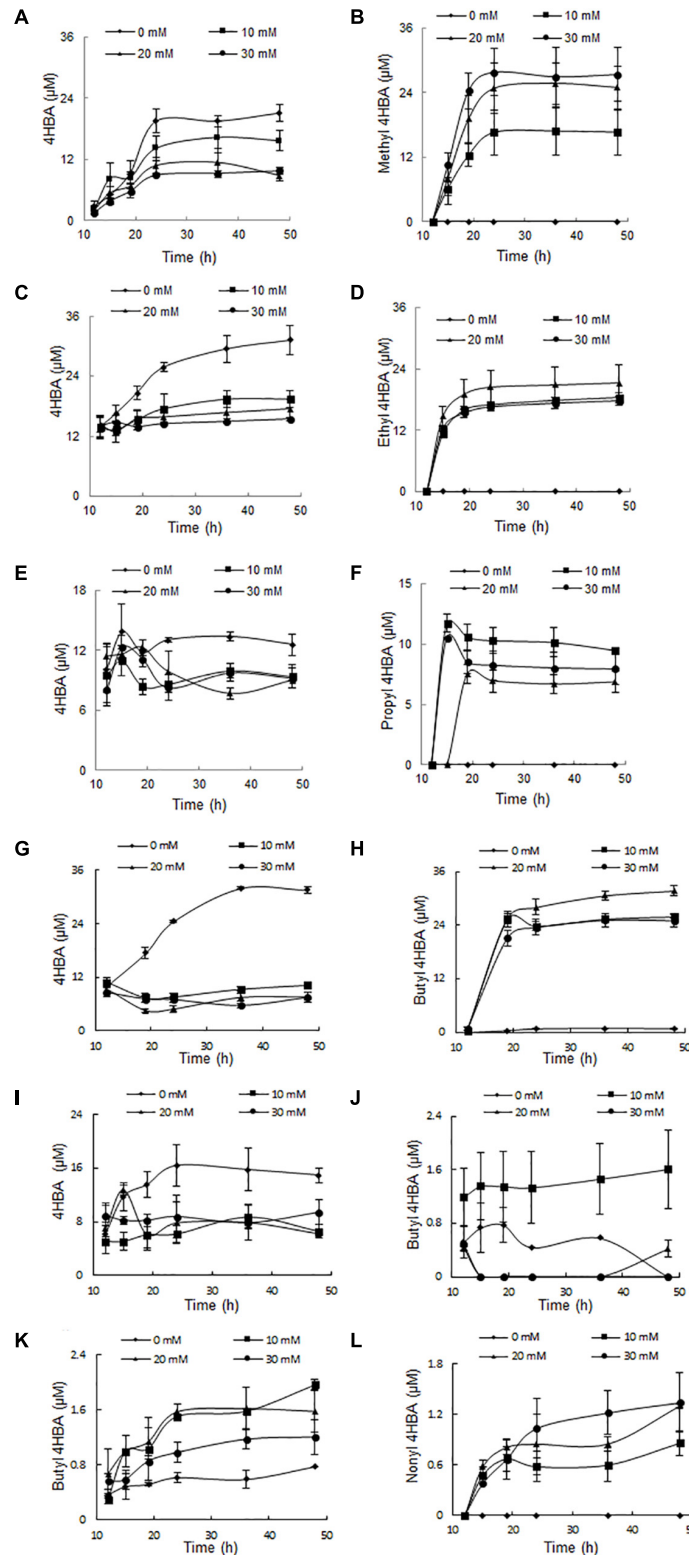 A
0 mM 10 mM
20 mM 30 mM
4HBA (µM)
36
24
12
0
10 20 30 40 50
Time (h)
B
0 mM 10 mM
20 mM 30 mM
Methyl 4HBA (µM)
36
24
12
0
10 20 30 40 50
Time (h)
C
0 mM 10 mM
20 mM 30 mM
4HBA (µM)
36
24
12
0
10 20 30 40 50
Time (h)
D
0 mM 10 mM
20 mM 30 mM
Ethyl 4HBA (µM)
36
24
12
0
10 20 30 40 50
Time (h)
E
0 mM 10 mM
20 mM 30 mM
4HBA (µM)
18
12
6
0
10 20 30 40 50
Time (h)
F
0 mM 10 mM
20 mM 30 mM
Propyl 4HBA (µM)
15
10
5
0
10 20 30 40 50
Time (h)
G
0 mM 10 mM
20 mM 30 mM
4HBA (µM)
36
24
12
0
10 20 30 40 50
Time (h)
H
0 mM 10 mM
20 mM 30 mM
Butyl 4HBA (µM)
36
24
12
0
10 20 30 40 50
Time (h)
I
0 mM 10 mM
20 mM 30 mM
4HBA (µM)
24
16
8
0
10 20 30 40 50
Time (h)
J
0 mM 10 mM
20 mM 30 mM
Butyl 4HBA (µM)
2.4
1.6
0.8
0
10 20 30 40 50
Time (h)
K
0 mM 10 mM
20 mM 30 mM
Butyl 4HBA (µM)
2.4
1.6
0.8
0
10 20 30 40 50
Time (h)
L
0 mM 10 mM
20 mM 30 mM
Nonyl 4HBA (µM)
1.8
1.2
0.6
0
10 20 30 40 50
Time (h)